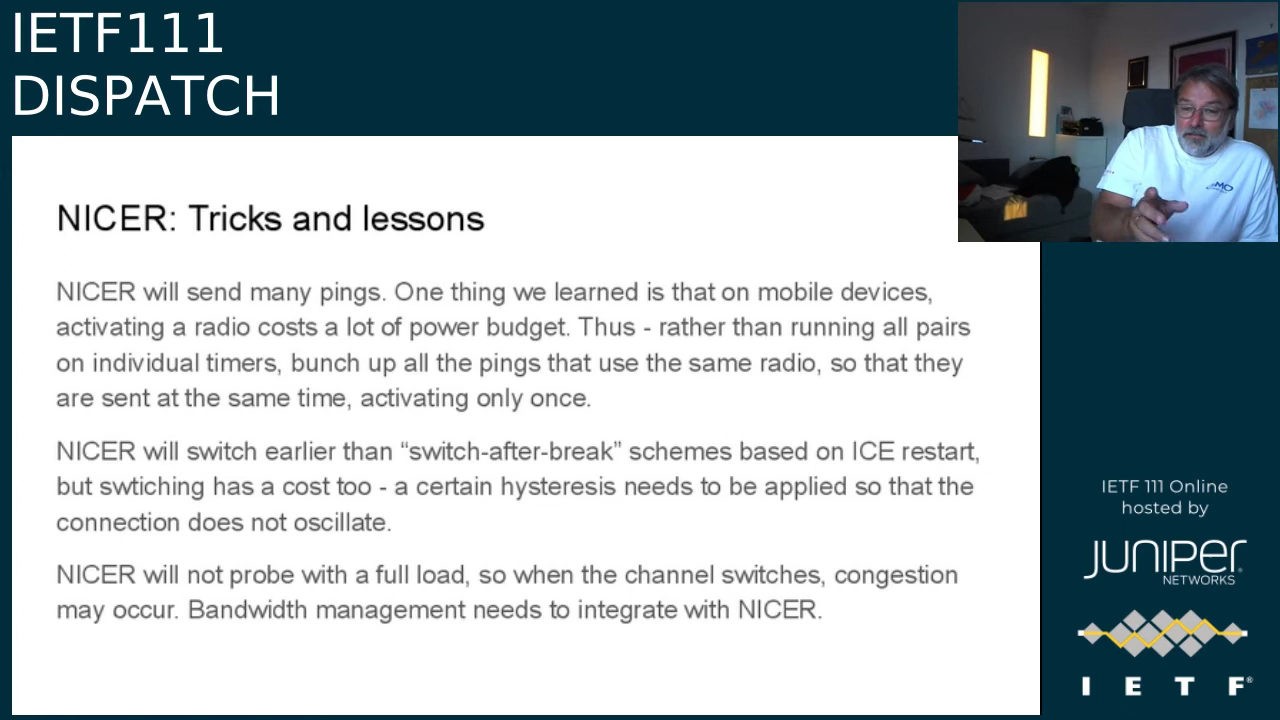 IETF111
DISPATCH
NICER: Tricks and lessons
NICER will send many pings. One thing we learned is that on mobile devices,
activating a radio costs a lot of power budget. Thus - rather than running all pairs
on individual timers, bunch up all the pings that use the same radio, so that they
are sent at the same time, activating only once.
NICER will switch earlier than “switch-after-break” schemes based on ICE restart,
but swtiching has a cost too - a certain hysteresis needs to be applied so that the
connection does not oscillate.
NICER will not probe with a full load, so when the channel switches, congestion
may occur. Bandwidth management needs to integrate with NICER.
IETF 111 Online
hosted by
JUNIPER
NETWORKS
I E T F®